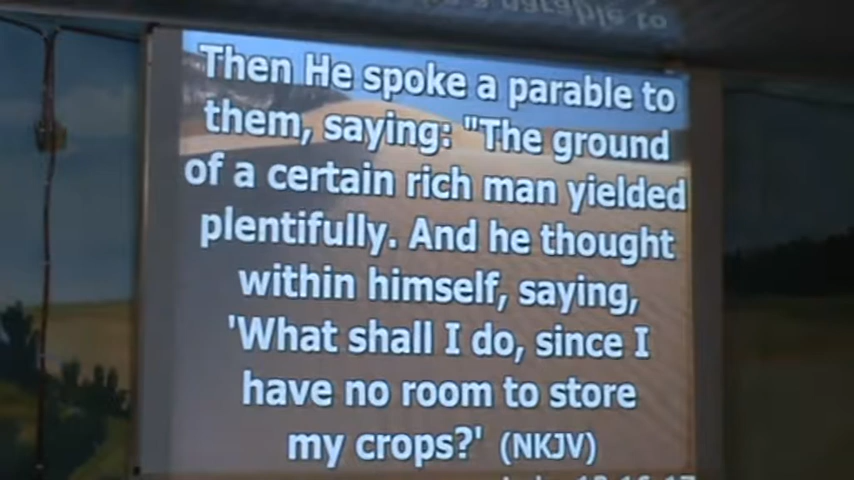 Then He spoke a parable to
them, saying: "The ground
of a certain rich man yielded
plentifully. And he thought
within himself, saying,
'What shall I do, since I
have no room to store
my crops?' (NKJV)